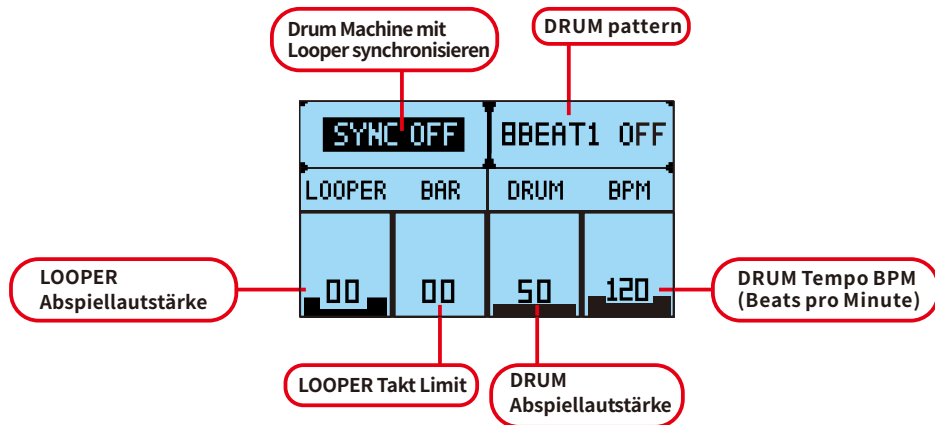 Drum Machine mit
Looper synchronisieren
DRUM pattern
SYNC OFF
8BEAT1 OFF
LOOPER BAR DRUM BPM
00 00 50 120
LOOPER
Abspiellautstärke
DRUM Tempo BPM
(Beats pro Minute)
LOOPER Takt Limit
DRUM
Abspiellautstärke